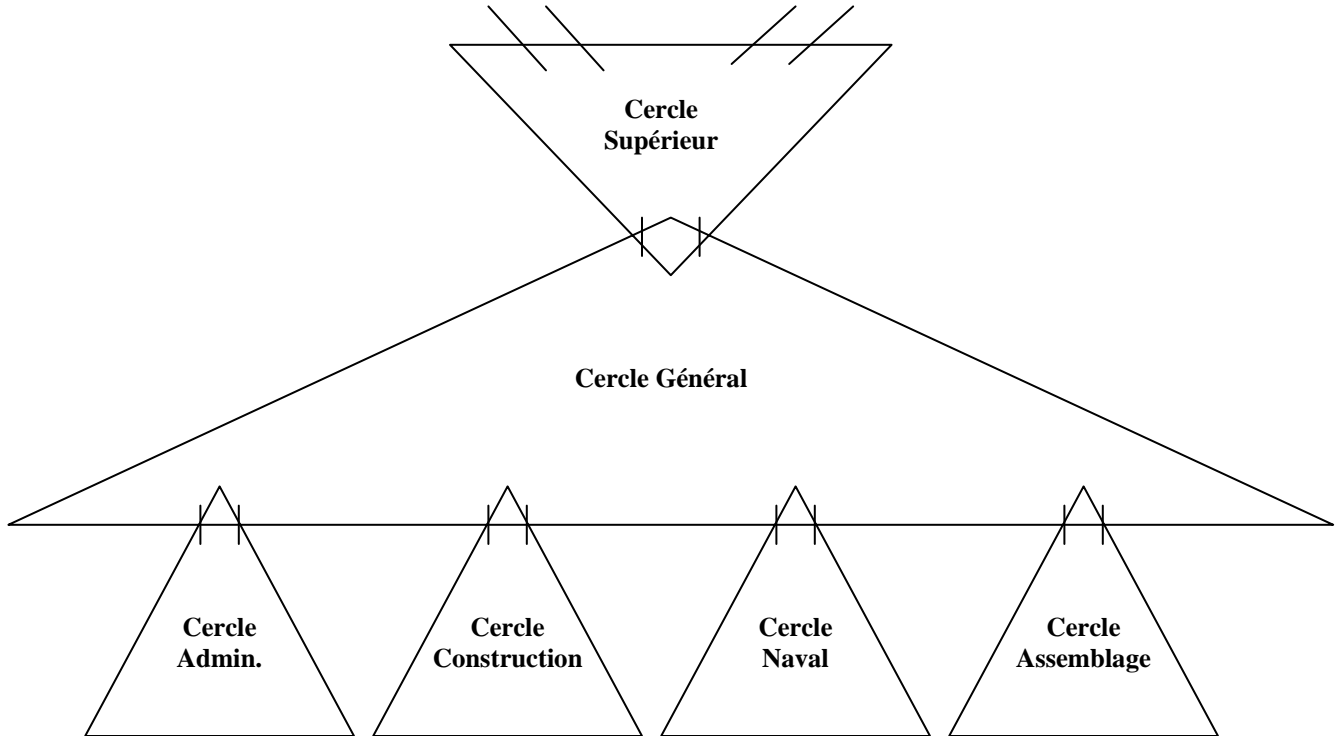 Cercle
Supérieur
Cercle Général
Cercle
Admin.
Cercle
Construction
Cercle
Naval
Cercle
Assemblage